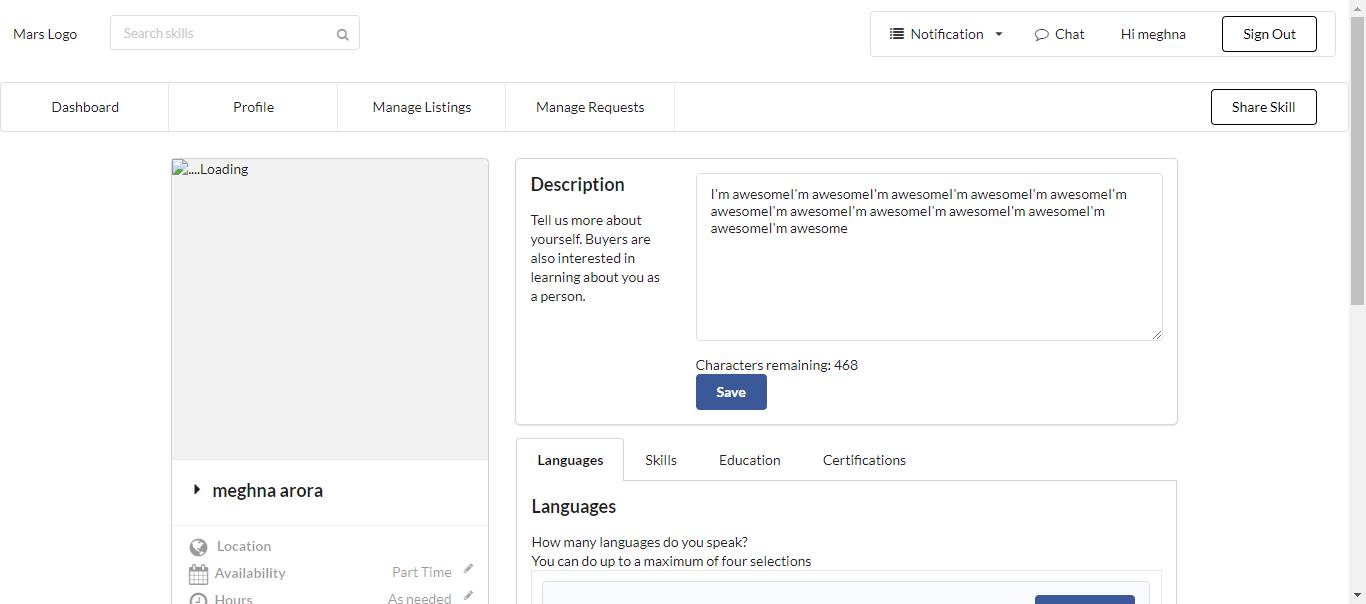 Mars Logo
Search skills
Notification
Chat
Hi meghna
Sign Out
Dashboard
Profile
Manage Listings
Manage Requests
Share Skill
....Loading
Description
Tell us more about
yourself. Buyers are
also interested in
learning about you as
a person.
I'm awesomeI'm awesomeI'm awesomeI'm awesomeI'm awesomeI'm
awesomeI'm awesomeI'm awesomeI'm awesomeI'm awesomeI'm
awesomeI'm awesome
Characters remaining: 468
Save
meghna arora
Location
Availability
Part Time
Hours
As needed
Languages
Skills
Education
Certifications
Languages
How many languages do you speak?
You can do up to a maximum of four selections